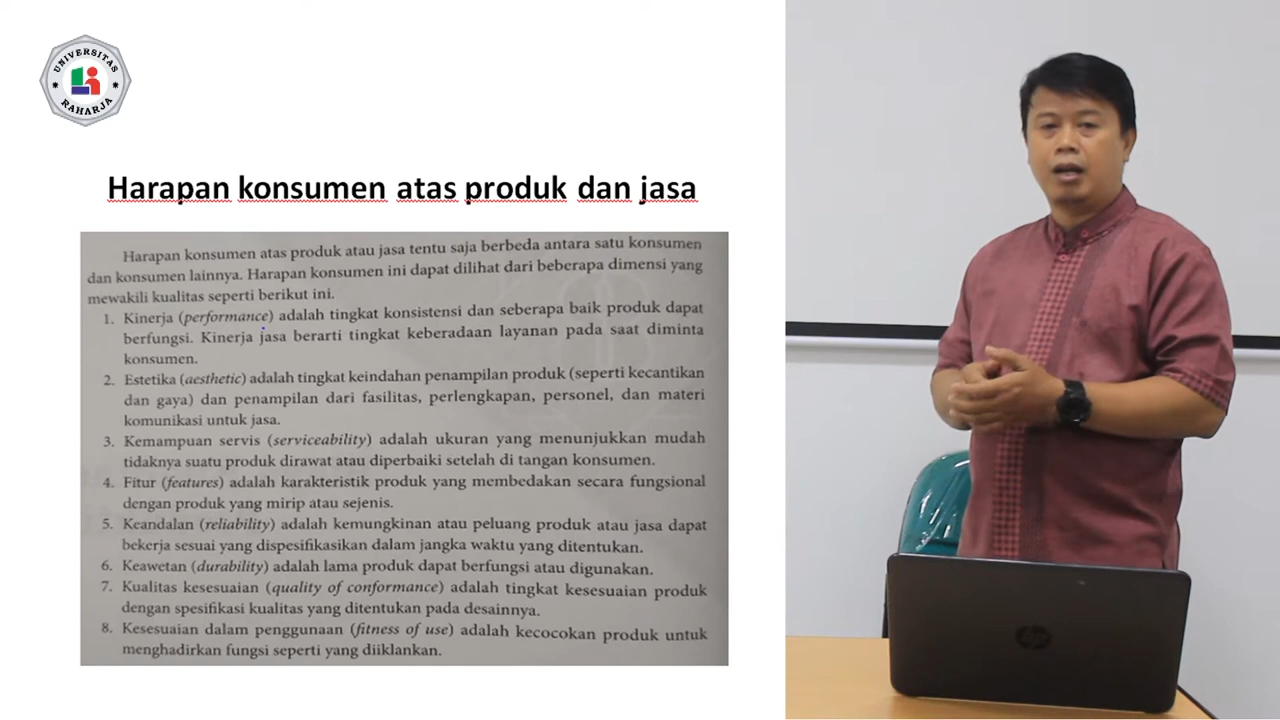 UNIVERSITAS
RAHARJA
Harapan konsumen atas produk dan jasa
Harapan konsumen atas produk atau jasa tentu saja berbeda antara satu konsumen
dan konsumen lainnya. Harapan konsumen ini dapat dilihat dari beberapa dimensi yang
mewakili kualitas seperti berikut ini.
1. Kinerja (performance) adalah tingkat konsistensi dan seberapa baik produk dapat
berfungsi. Kinerja jasa berarti tingkat keberadaan layanan pada saat diminta
konsumen.
2. Estetika (aesthetic) adalah tingkat keindahan penampilan produk (seperti kecantikan
dan gaya) dan penampilan dari fasilitas, perlengkapan, personel, dan materi
komunikasi untuk jasa.
3. Kemampuan servis (serviceability) adalah ukuran yang menunjukkan mudah
tidaknya suatu produk dirawat atau diperbaiki setelah di tangan konsumen.
4. Fitur (features) adalah karakteristik produk yang membedakan secara fungsional
dengan produk yang mirip atau sejenis.
5. Keandalan (reliability) adalah kemungkinan atau peluang produk atau jasa dapat
bekerja sesuai yang dispesifikasikan dalam jangka waktu yang ditentukan.
6. Keawetan (durability) adalah lama produk dapat berfungsi atau digunakan.
7. Kualitas kesesuaian (quality of conformance) adalah tingkat kesesuaian produk
dengan spesifikasi kualitas yang ditentukan pada desainnya.
8. Kesesuaian dalam penggunaan (fitness of use) adalah kecocokan produk untuk
menghadirkan fungsi seperti yang diiklankan.
hp